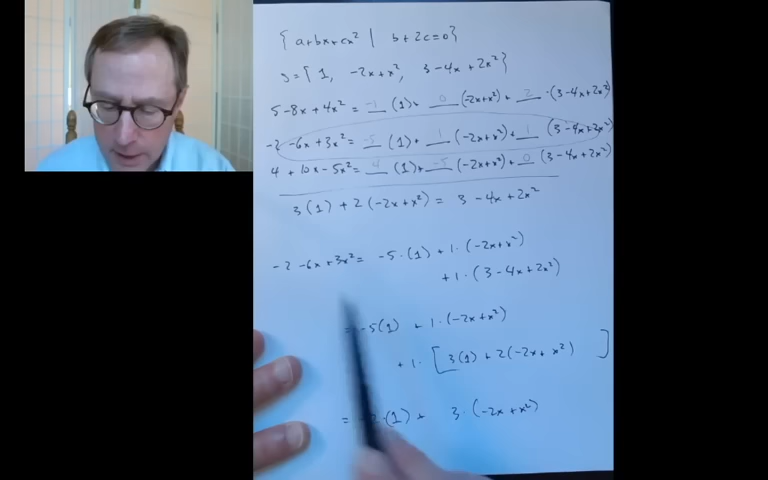 { a+bx+cx² | b+2c=0 }
S={ 1, -2x+x², 3-4x+2x² }
5-8x+4x² = -1 (1)+ 0 (-2x+x²)+ 2 ·(3-4x+2x²)
-2-6x+3x² = -5 (1)+ 1 (-2x+x²)+ 1 (3-4x+2x²)
4+10x-5x² = 4 (1)+ -5 (-2x+x²)+ 0 (3-4x+2x²)
3(1)+2(-2x+x²) = 3-4x+2x²
-2-6x+3x² = -5·(1)+1·(-2x+x²)
+1·(3-4x+2x²)
= -5(1) + 1·(-2x+x²)
+1·[3(1)+2(-2x+x²)]
= ·(1)+ 3·(-2x+x²)